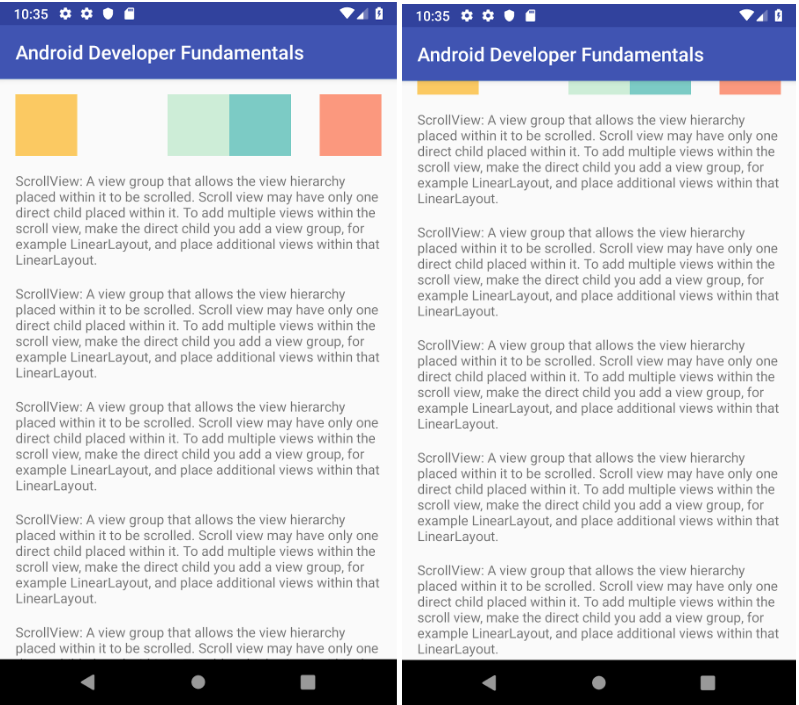 10:35
Android Developer Fundamentals
ScrollView: A view group that allows the view hierarchy
placed within it to be scrolled. Scroll view may have only one
direct child placed within it. To add multiple views within the
scroll view, make the direct child you add a view group, for
example LinearLayout, and place additional views within that
LinearLayout.
ScrollView: A view group that allows the view hierarchy
placed within it to be scrolled. Scroll view may have only one
direct child placed within it. To add multiple views within the
scroll view, make the direct child you add a view group, for
example LinearLayout, and place additional views within that
LinearLayout.
ScrollView: A view group that allows the view hierarchy
placed within it to be scrolled. Scroll view may have only one
direct child placed within it. To add multiple views within the
scroll view, make the direct child you add a view group, for
example LinearLayout, and place additional views within that
LinearLayout.
ScrollView: A view group that allows the view hierarchy
placed within it to be scrolled. Scroll view may have only one
direct child placed within it. To add multiple views within the
scroll view, make the direct child you add a view group, for
example LinearLayout, and place additional views within that
LinearLayout.
ScrollView: A view group that allows the view hierarchy
placed within it to be scrolled. Scroll view may have only one
10:35
Android Developer Fundamentals
ScrollView: A view group that allows the view hierarchy
placed within it to be scrolled. Scroll view may have only one
direct child placed within it. To add multiple views within the
scroll view, make the direct child you add a view group, for
example LinearLayout, and place additional views within that
LinearLayout.
ScrollView: A view group that allows the view hierarchy
placed within it to be scrolled. Scroll view may have only one
direct child placed within it. To add multiple views within the
scroll view, make the direct child you add a view group, for
example LinearLayout, and place additional views within that
LinearLayout.
ScrollView: A view group that allows the view hierarchy
placed within it to be scrolled. Scroll view may have only one
direct child placed within it. To add multiple views within the
scroll view, make the direct child you add a view group, for
example LinearLayout, and place additional views within that
LinearLayout.
ScrollView: A view group that allows the view hierarchy
placed within it to be scrolled. Scroll view may have only one
direct child placed within it. To add multiple views within the
scroll view, make the direct child you add a view group, for
example LinearLayout, and place additional views within that
LinearLayout.
ScrollView: A view group that allows the view hierarchy
placed within it to be scrolled. Scroll view may have only one
direct child placed within it. To add multiple views within the
scroll view, make the direct child you add a view group, for
example LinearLayout, and place additional views within that
LinearLayout.